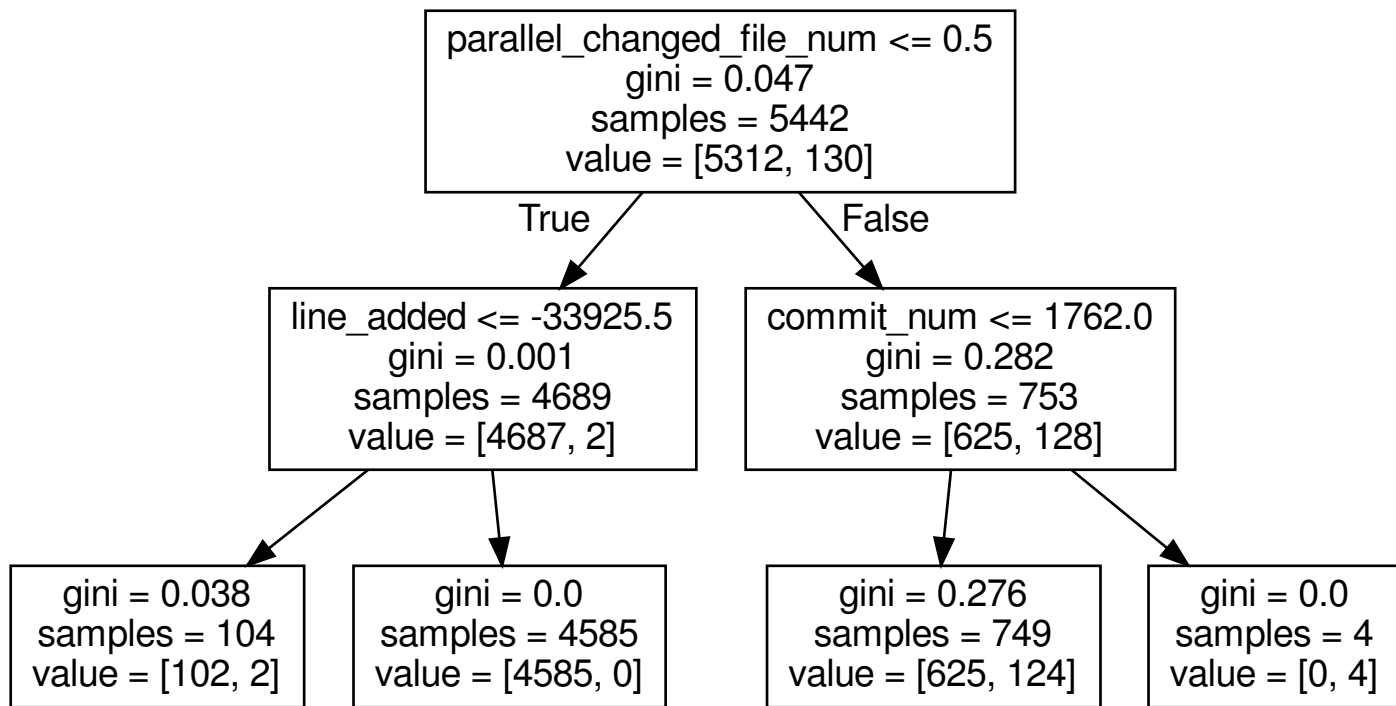 parallel_changed_file_num <= 0.5
gini = 0.047
samples = 5442
value = [5312, 130]
True
False
line_added <= -33925.5
gini = 0.001
samples = 4689
value = [4687, 2]
commit_num <= 1762.0
gini = 0.282
samples = 753
value = [625, 128]
gini = 0.038
samples = 104
value = [102, 2]
gini = 0.0
samples = 4585
value = [4585, 0]
gini = 0.276
samples = 749
value = [625, 124]
gini = 0.0
samples = 4
value = [0, 4]